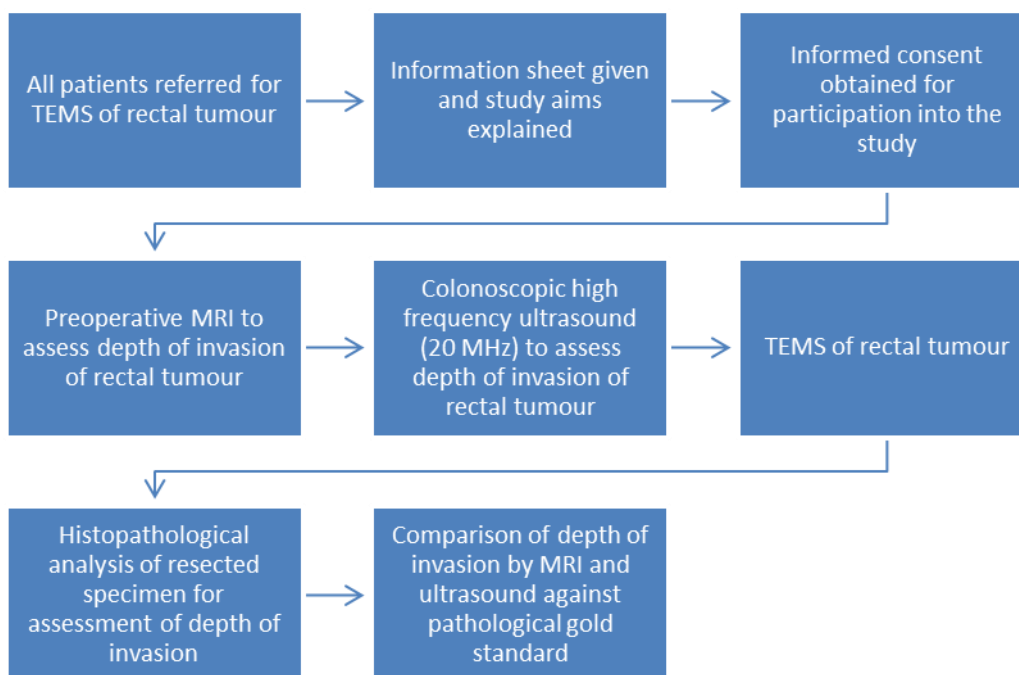 All patients referred for
TEMS of rectal tumour
Information sheet given
and study aims
explained
Informed consent
obtained for
participation into the
study
Preoperative MRI to
assess depth of invasion
of rectal tumour
Colonoscopic high
frequency ultrasound
(20 MHz) to assess
depth of invasion of
rectal tumour
TEMS of rectal tumour
Histopathological
analysis of resected
specimen for
assessment of depth of
invasion
Comparison of depth of
invasion by MRI and
ultrasound against
pathological gold
standard